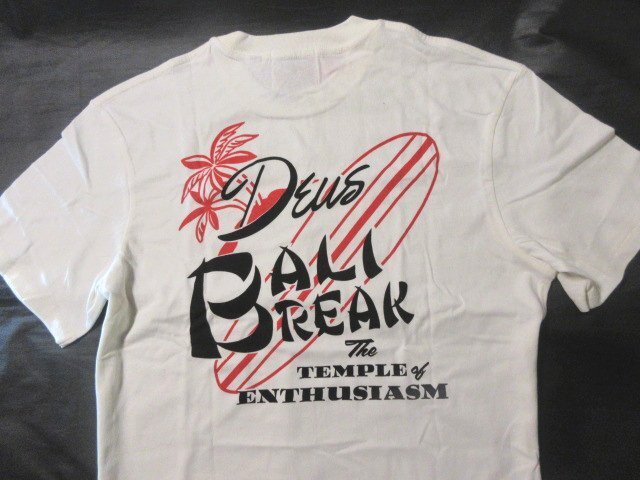 Deus
BALI
BREAK
The
TEMPLE of
ENTHUSIASM